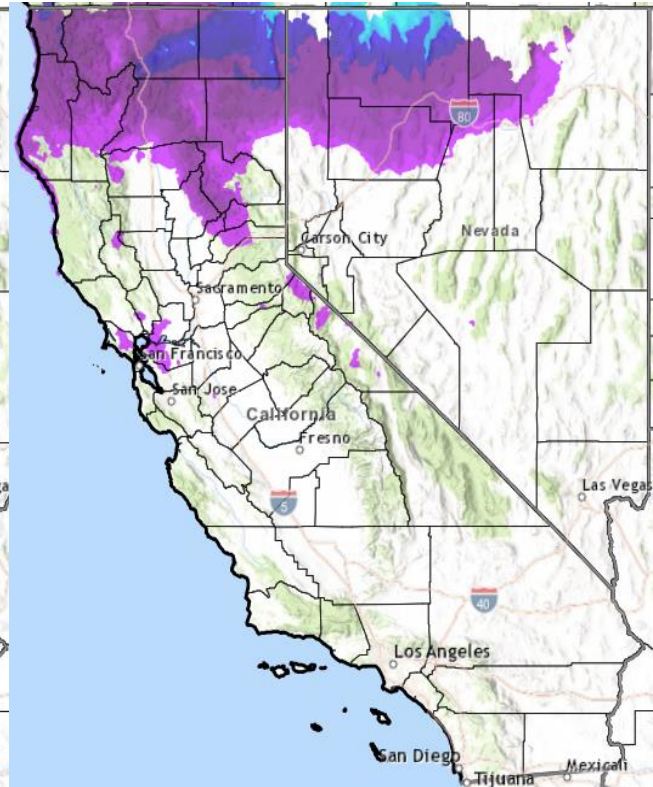 80
Nevada
Carson City
Sacramento
San Francisco
San Jose
California
Fresno
5
Las Vegas
40
Los Angeles
San Diego
Tijuana
Mexicali